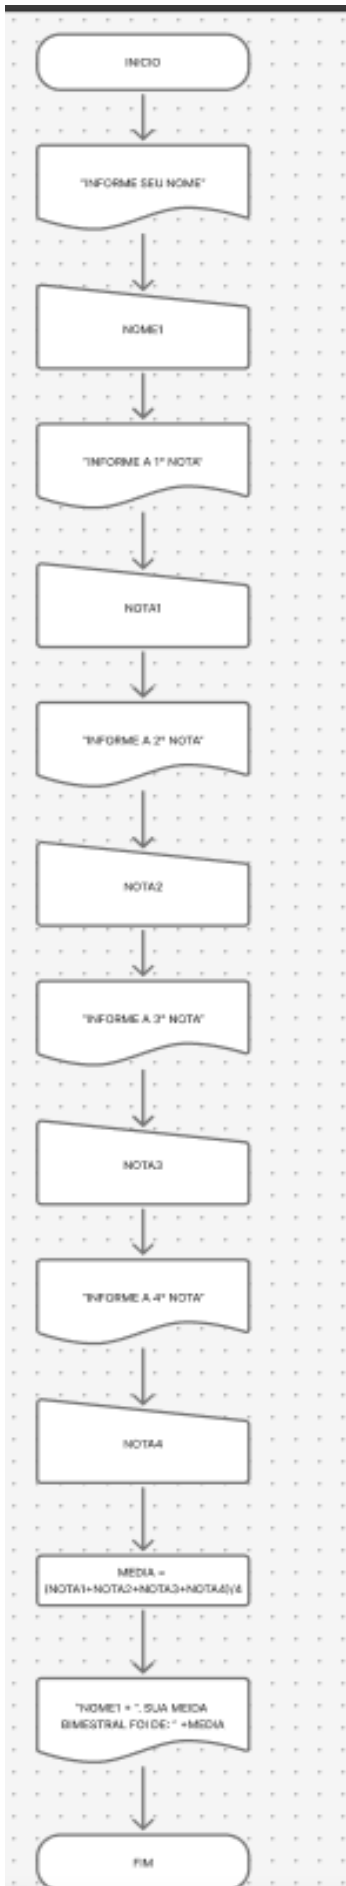 INICIO
"INFORME SEU NOME"
NOME1
"INFORME A 1ª NOTA"
NOTA1
"INFORME A 2ª NOTA"
NOTA2
"INFORME A 3ª NOTA"
NOTA3
"INFORME A 4ª NOTA"
NOTA4
MEDIA =
(NOTA1+NOTA2+NOTA3+NOTA4)/4
"NOME1 + ", SUA MEIDA
BIMESTRAL FOI DE: " +MEDIA
FIM